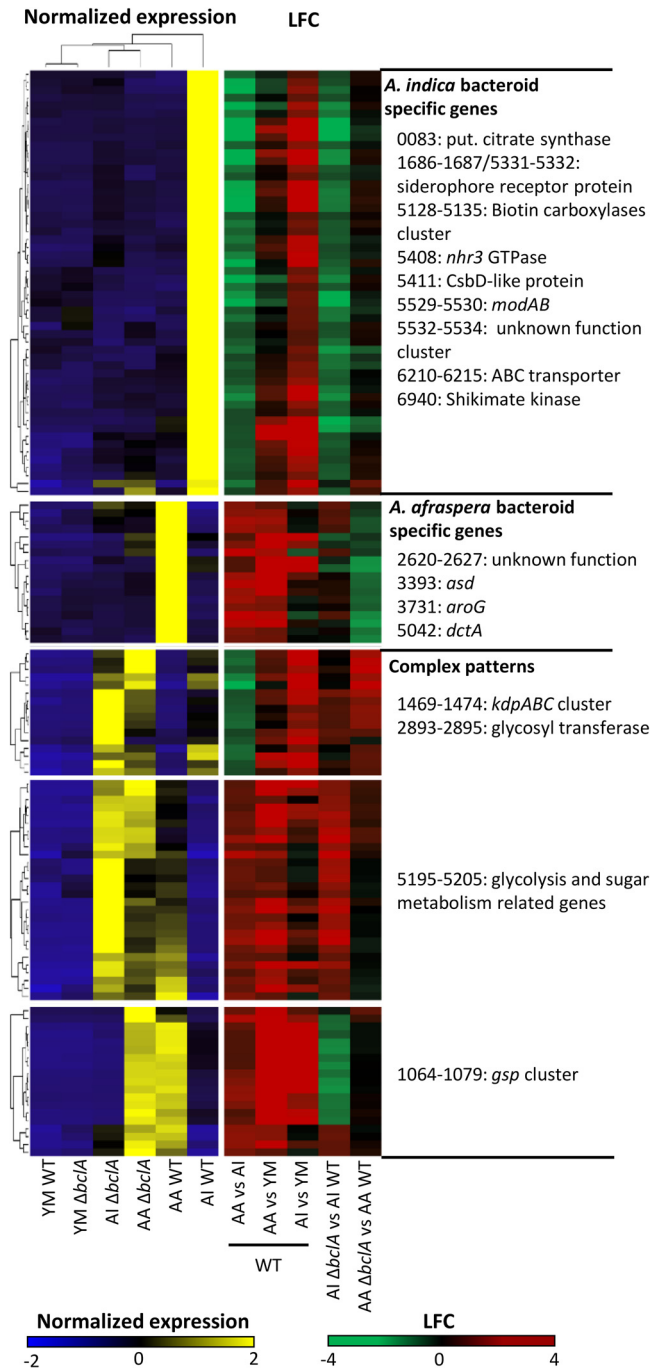 Normalized expression
LFC
A. indica bacteroid
specific genes
0083: put. citrate synthase
1686-1687/5331-5332:
siderophore receptor protein
5128-5135: Biotin carboxylases
cluster
5408: nhr3 GTPase
5411: CsbD-like protein
5529-5530: modAB
5532-5534: unknown function
cluster
6210-6215: ABC transporter
6940: Shikimate kinase
A. afraspera bacteroid
specific genes
2620-2627: unknown function
3393: asd
3731: aroG
5042: dctA
Complex patterns
1469-1474: kdpABC cluster
2893-2895: glycosyl transferase
5195-5205: glycolysis and sugar
metabolism related genes
1064-1079: gsp cluster
YM WT
YM ΔbclA
AI ΔbclA
AA ΔbclA
AA WT
AI WT
AA vs AI
AA vs YM
AI vs YM
AI ΔbclA vs AI WT
AA ΔbclA vs AA WT
WT
Normalized expression
-2
0
2
LFC
-4
0
4